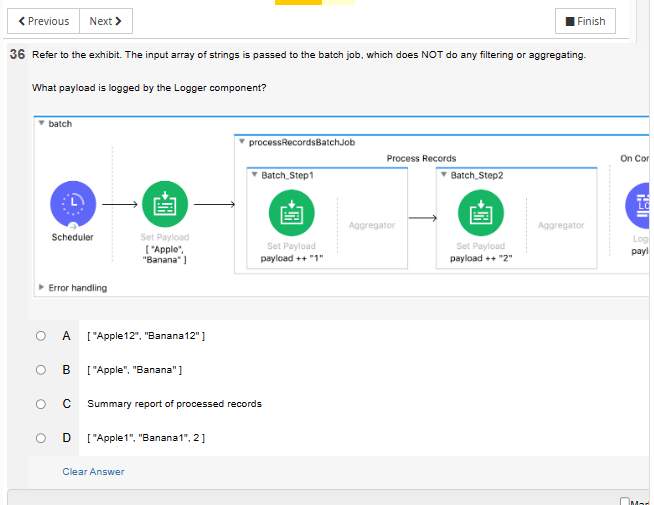 Previous Next Finish
36 Refer to the exhibit. The input array of strings is passed to the batch job, which does NOT do any filtering or aggregating.
What payload is logged by the Logger component?
batch
processRecordsBatchJob
Process Records On Cor
Batch_Step1 Batch_Step2
Aggregator Aggregator
Scheduler Set Payload Set Payload Set Payload Log
[ "Apple", payload ++ "1" payload ++ "2" payl
"Banana" ]
Error handling
A [ "Apple12", "Banana12" ]
B [ "Apple", "Banana" ]
C Summary report of processed records
D [ "Apple1", "Banana1", 2 ]
Clear Answer